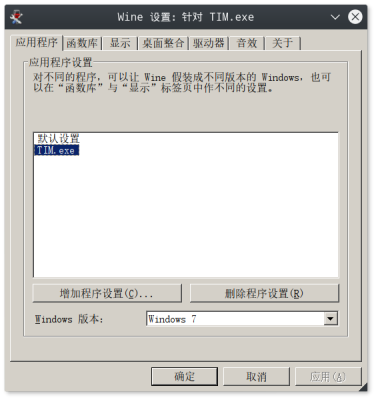 Wine 设置: 针对 TIM.exe
应用程序 函数库 显示 桌面整合 驱动器 音效 关于
应用程序设置
对不同的程序，可以让 Wine 假装成不同版本的 Windows，也可
以在“函数库”与“显示”标签页中作不同的设置。
默认设置
TIM.exe
增加程序设置(C)... 删除程序设置(R)
Windows 版本: Windows 7
确定 取消 应用(A)